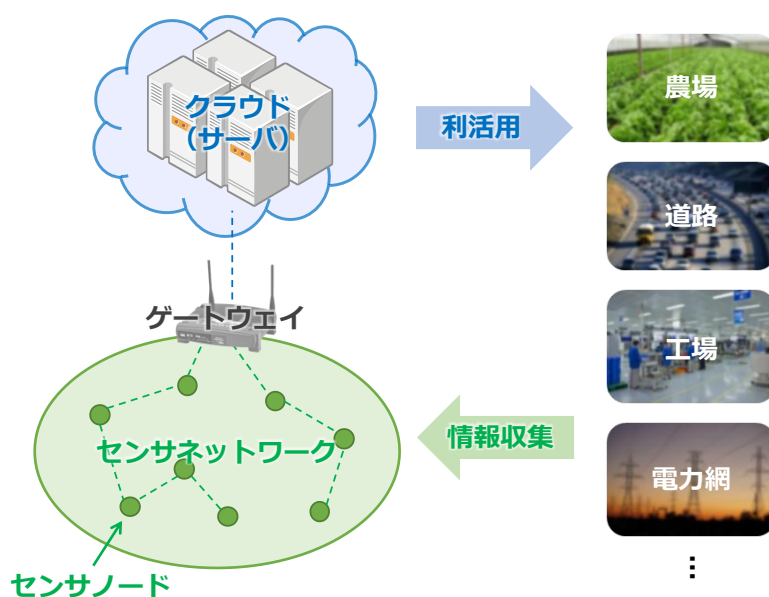 クラウド
（サーバ）
利活用
農場
道路
ゲートウェイ
工場
センサネットワーク
情報収集
電力網
センサノード
⋮